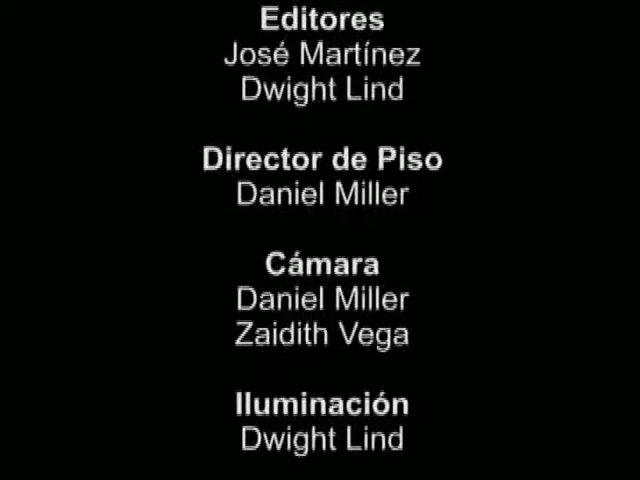 Editores
José Martínez
Dwight Lind
Director de Piso
Daniel Miller
Cámara
Daniel Miller
Zaidith Vega
Iluminación
Dwight Lind